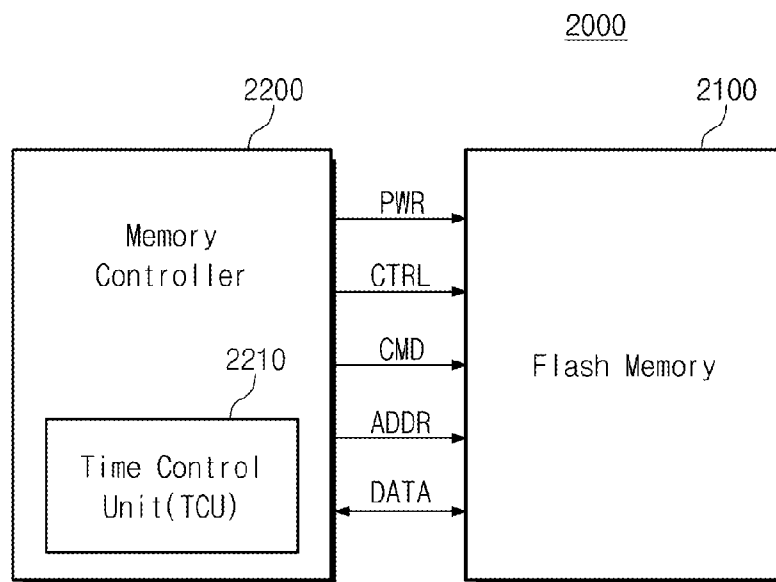 2000
2200
2100
PWR
Memory
Controller
CTRL
2210
CMD
Flash Memory
ADDR
Time Control
Unit(TCU)
DATA